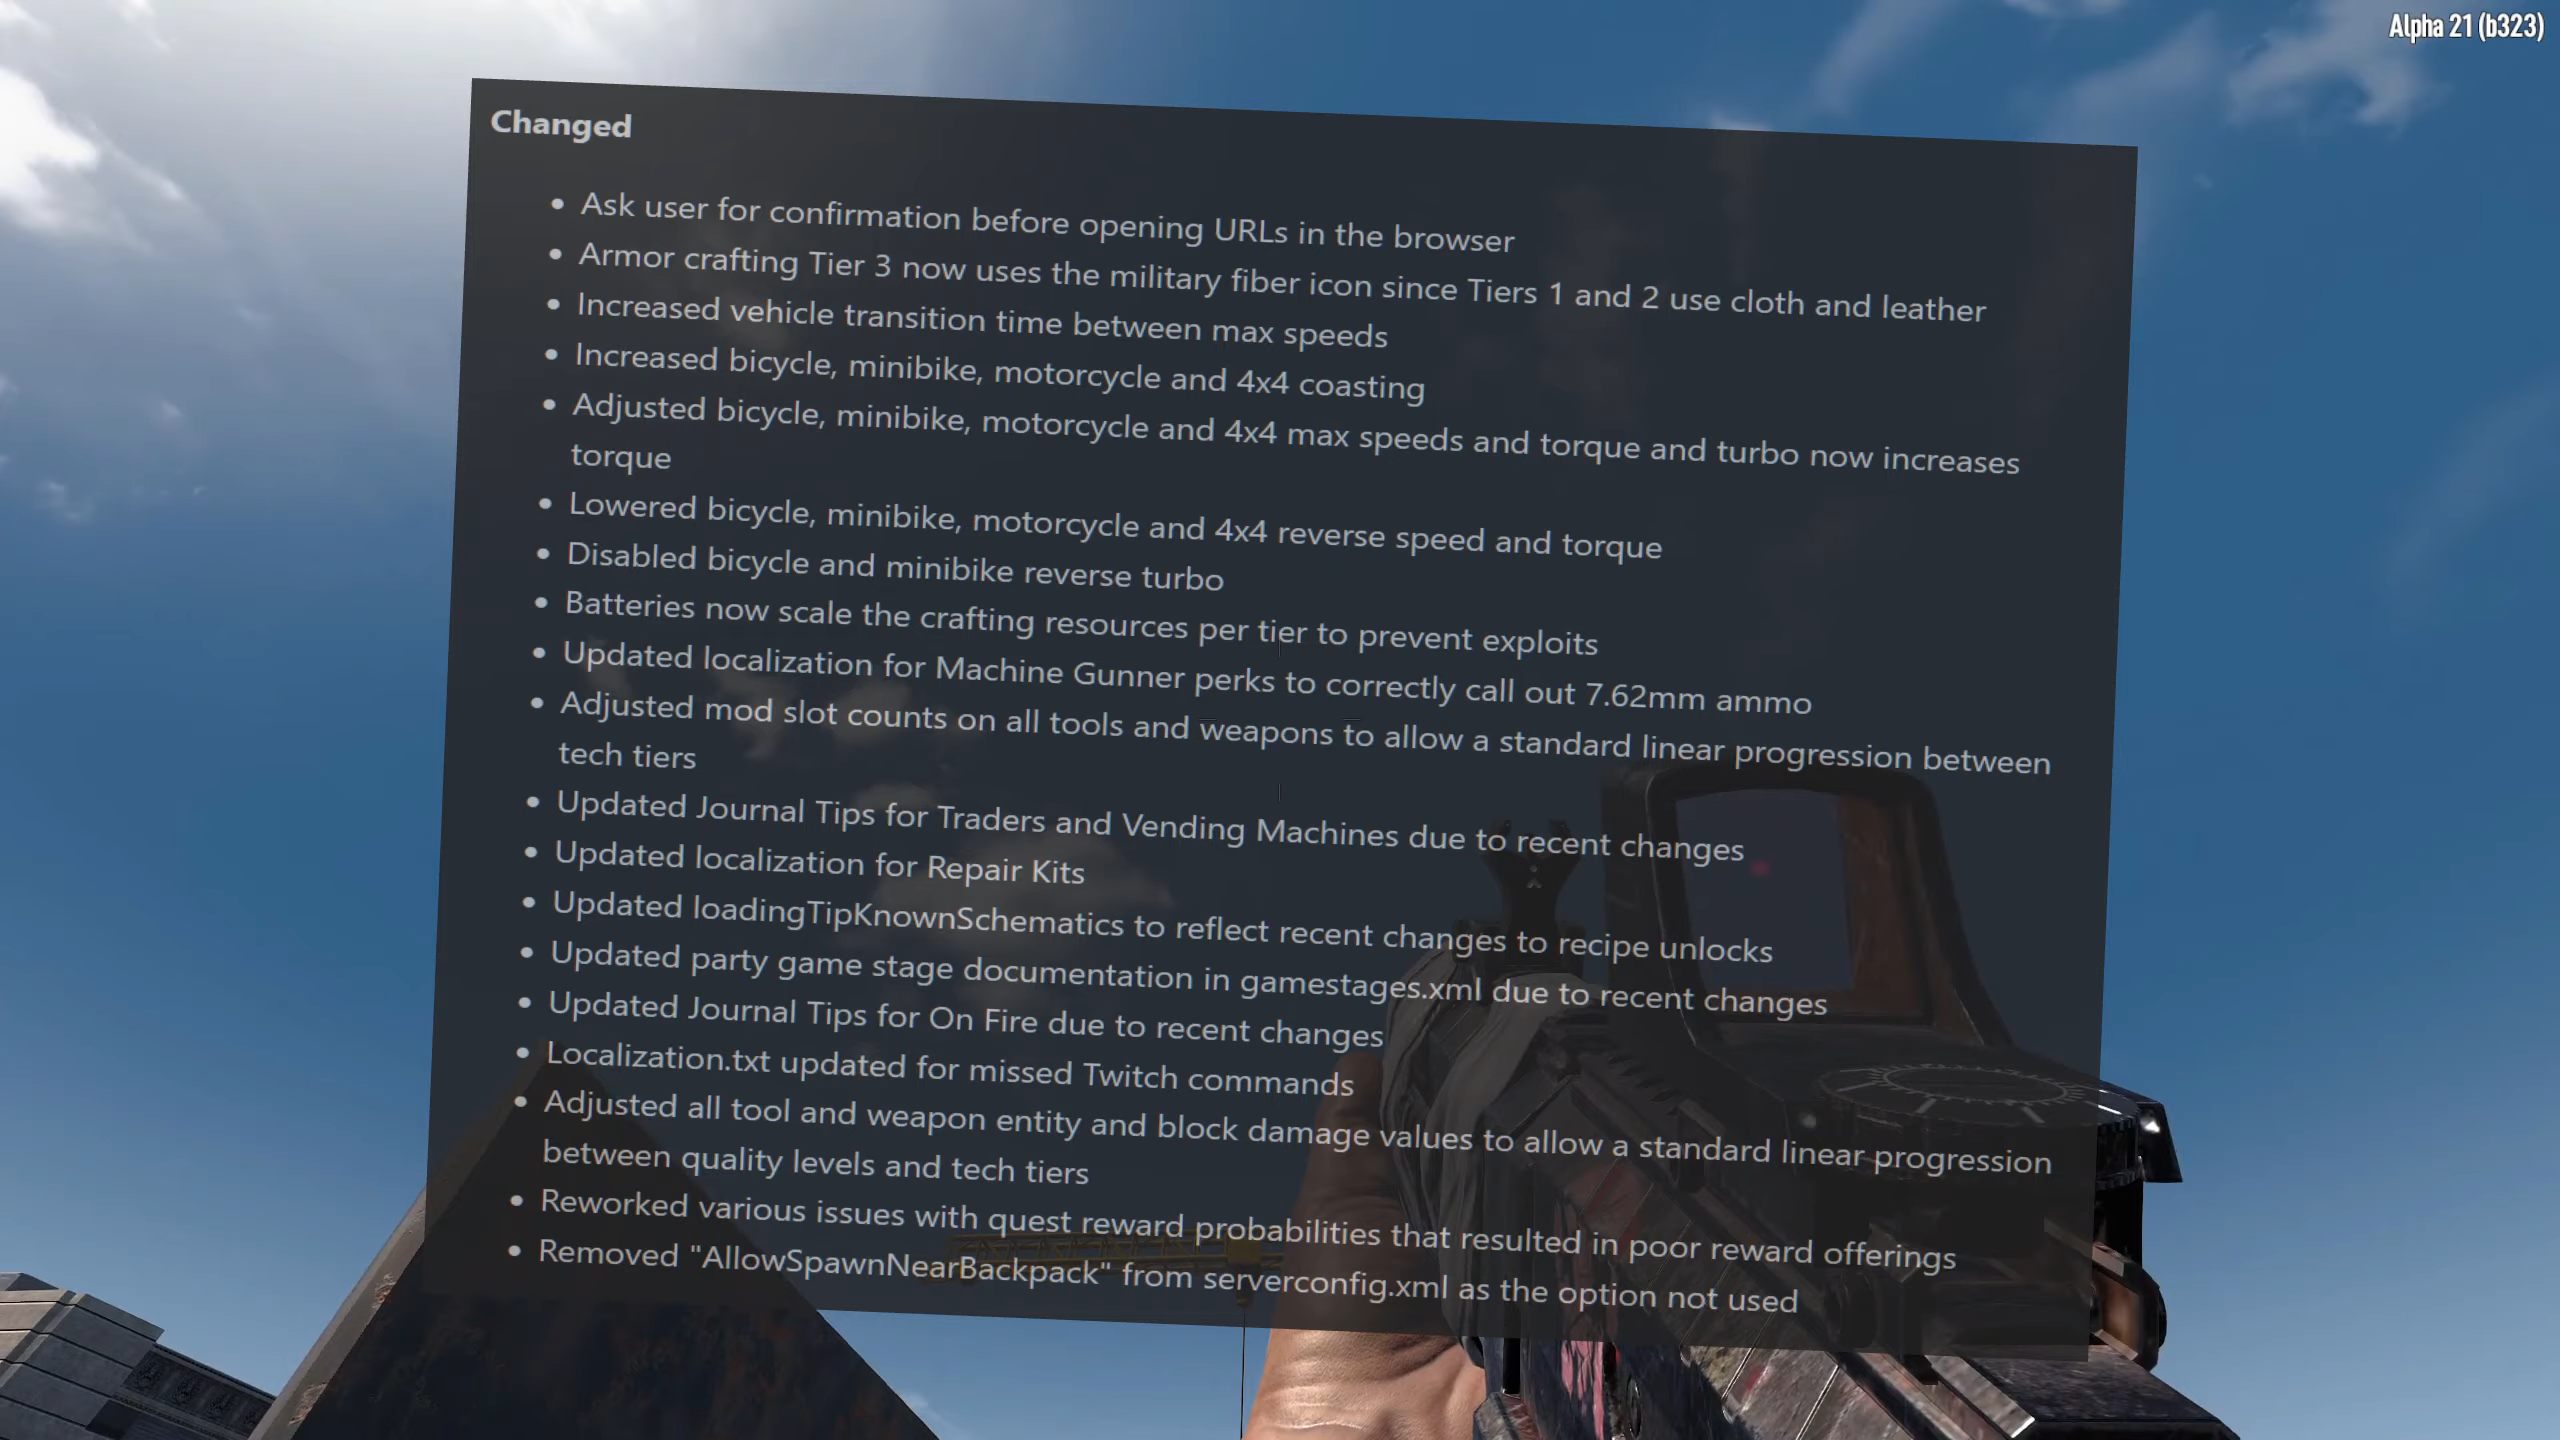 Alpha 21 (b323)
Changed
• Ask user for confirmation before opening URLs in the browser
• Armor crafting Tier 3 now uses the military fiber icon since Tiers 1 and 2 use cloth and leather
• Increased vehicle transition time between max speeds
• Increased bicycle, minibike, motorcycle and 4x4 coasting
• Adjusted bicycle, minibike, motorcycle and 4x4 max speeds and torque and turbo now increases
torque
• Lowered bicycle, minibike, motorcycle and 4x4 reverse speed and torque
• Disabled bicycle and minibike reverse turbo
• Batteries now scale the crafting resources per tier to prevent exploits
• Updated localization for Machine Gunner perks to correctly call out 7.62mm ammo
• Adjusted mod slot counts on all tools and weapons to allow a standard linear progression between
tech tiers
• Updated Journal Tips for Traders and Vending Machines due to recent changes
• Updated localization for Repair Kits
• Updated loadingTipKnownSchematics to reflect recent changes to recipe unlocks
• Updated party game stage documentation in gamestages.xml due to recent changes
• Updated Journal Tips for On Fire due to recent changes
• Localization.txt updated for missed Twitch commands
• Adjusted all tool and weapon entity and block damage values to allow a standard linear progression
between quality levels and tech tiers
• Reworked various issues with quest reward probabilities that resulted in poor reward offerings
• Removed "AllowSpawnNearBackpack" from serverconfig.xml as the option not used